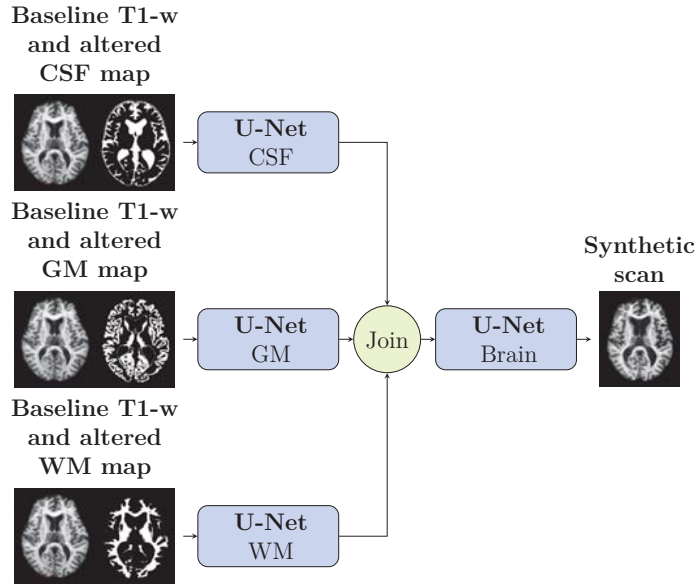 Baseline T1-w
and altered
CSF map
U-Net
CSF
Baseline T1-w
and altered
GM map
U-Net
GM
Join
U-Net
Brain
Synthetic
scan
Baseline T1-w
and altered
WM map
U-Net
WM